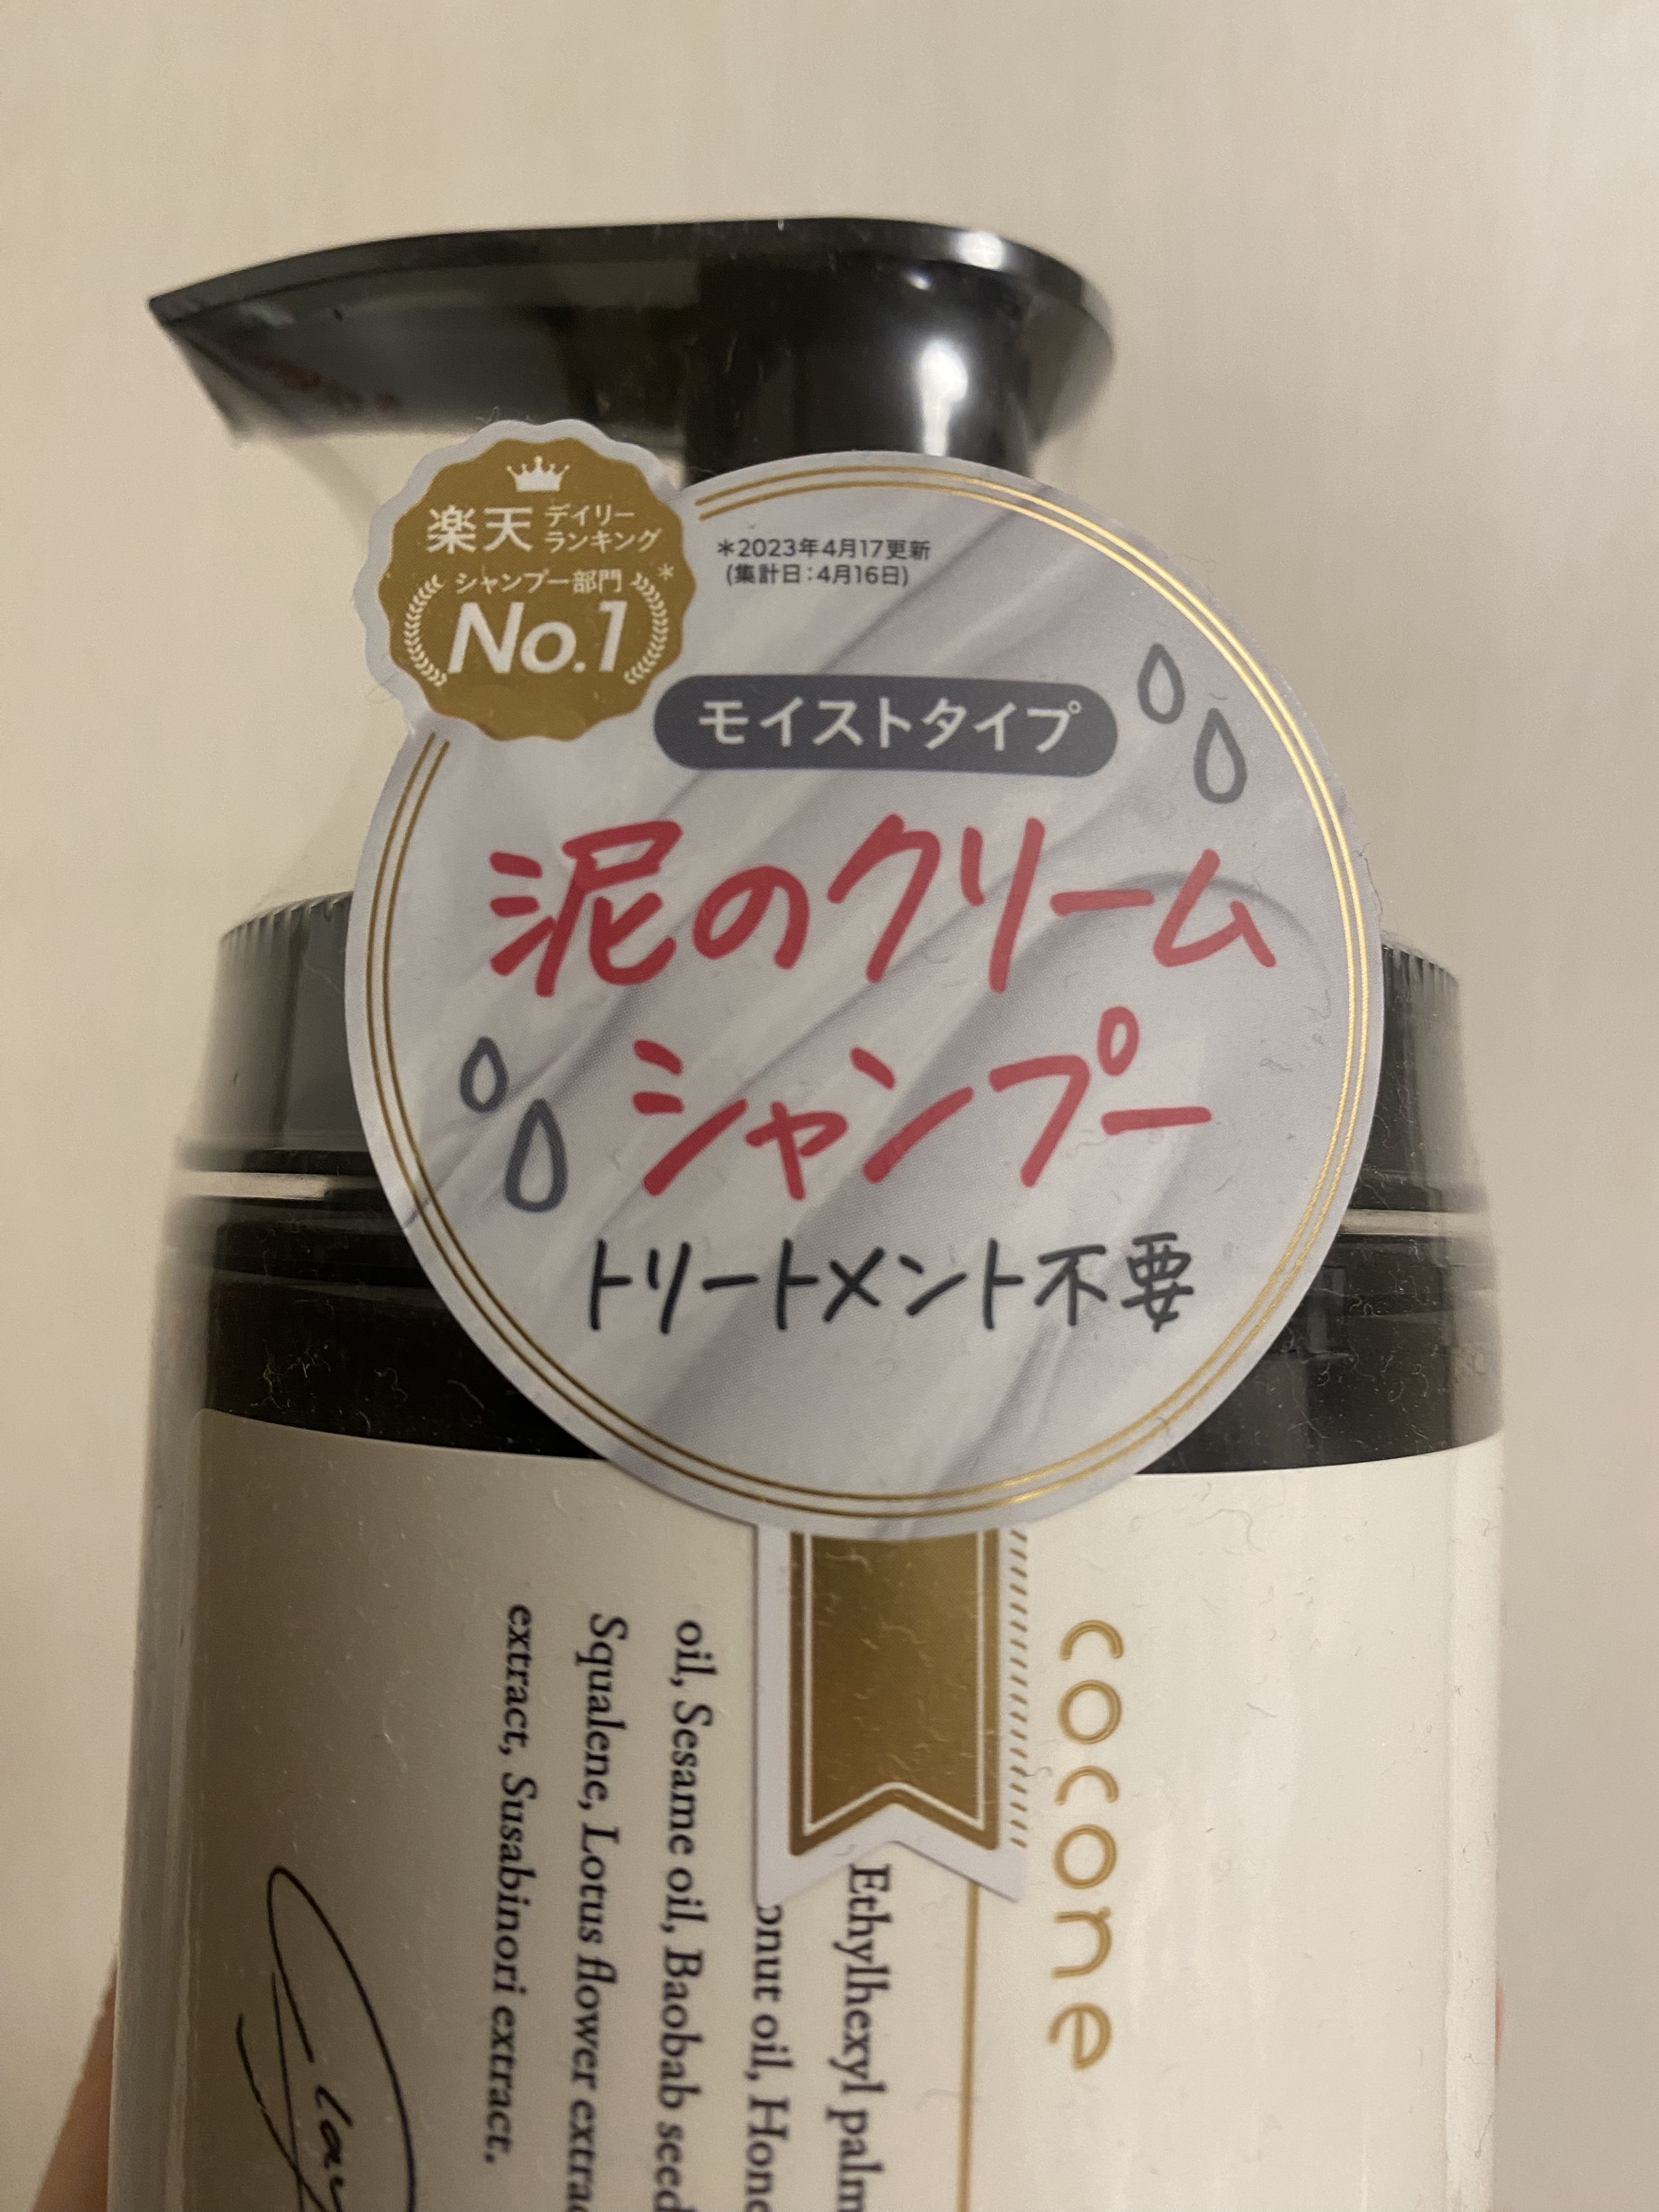 楽天 デイリー
ランキング
シャンプー部門*
No.1
*2023年4月17更新
(集計日:4月16日)
モイストタイプ
泥のクリーム
シャンプー
トリートメント不要
cocone
Ethylhexyl
oil,
oil, Sesame oil, Baobab seed
Squalene, Lotus flower
extract, Susabinori extract.